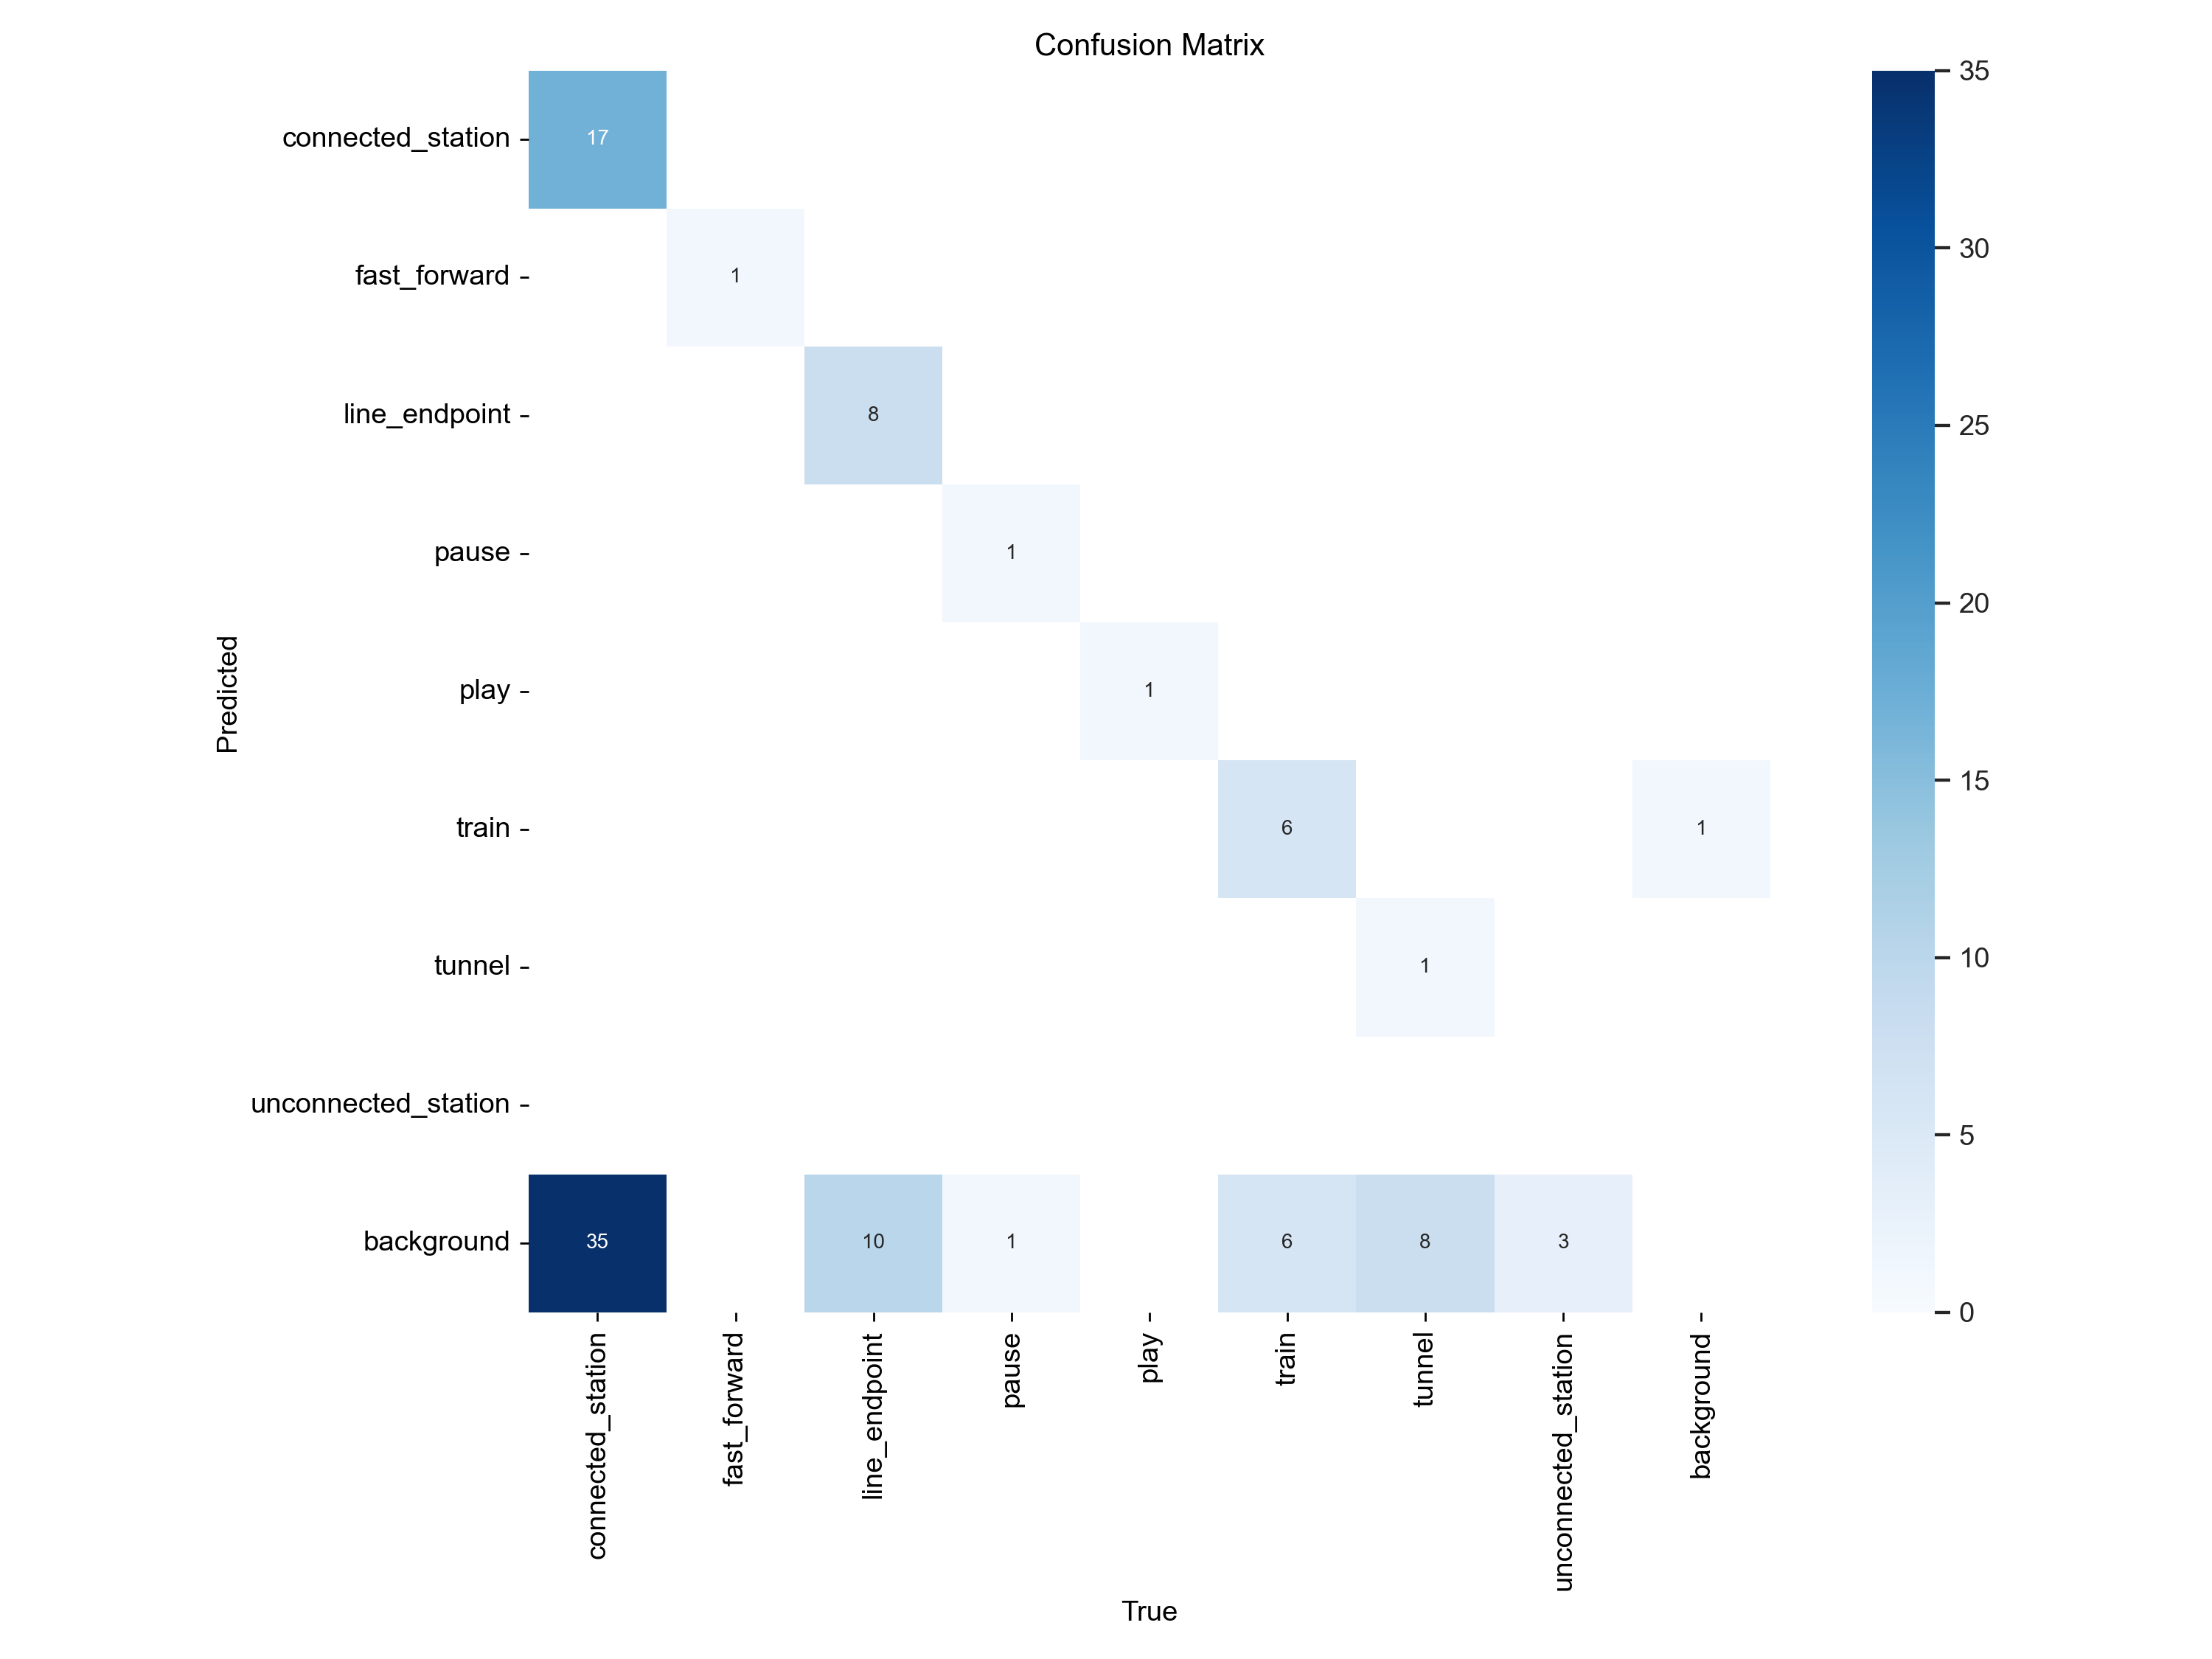 Confusion Matrix
Predicted
connected_station 17
fast_forward 1
line_endpoint 8
pause 1
play 1
train 6 1
tunnel 1
unconnected_station
background 35 10 1 6 8 3
connected_station
fast_forward
line_endpoint
pause
play
train
tunnel
unconnected_station
background
True
35
30
25
20
15
10
5
0